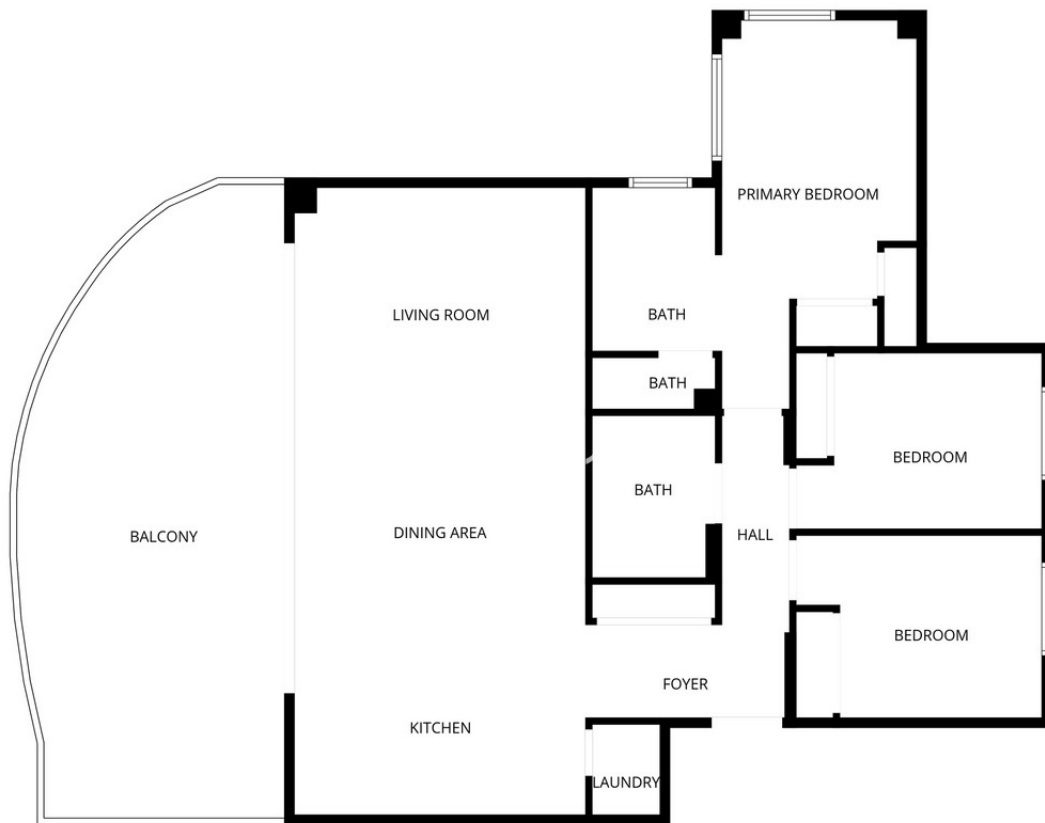 PRIMARY BEDROOM
LIVING ROOM
BATH
BATH
BEDROOM
BATH
BALCONY
DINING AREA
HALL
BEDROOM
FOYER
KITCHEN
LAUNDRY